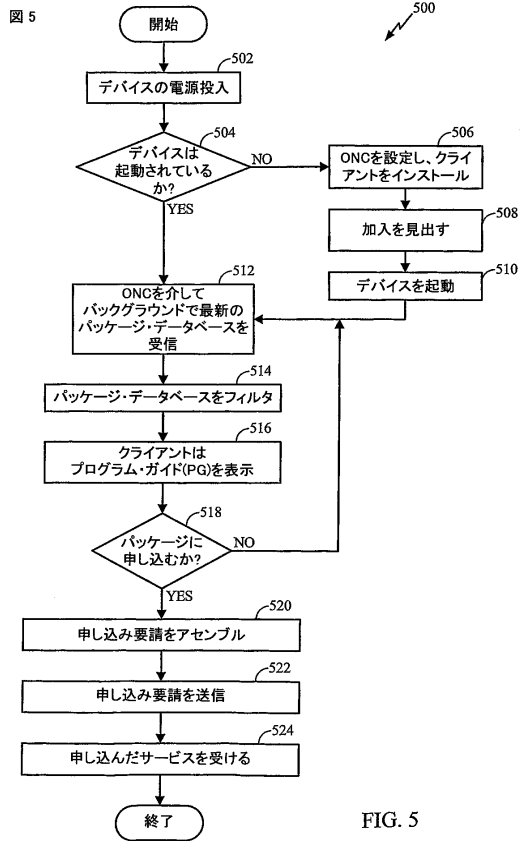 図 5
500
開始
502
デバイスの電源投入
504
デバイスは
起動されている
か?
NO
YES
506
ONCを設定し、クライ
アントをインストール
508
加入を見出す
510
デバイスを起動
512
ONCを介して
バックグラウンドで最新の
パッケージ・データベースを
受信
514
パッケージ・データベースをフィルタ
516
クライアントは
プログラム・ガイド(PG)を表示
518
パッケージに
申し込むか?
NO
YES
520
申し込み要請をアセンブル
522
申し込み要請を送信
524
申し込んだサービスを受ける
終了
FIG. 5